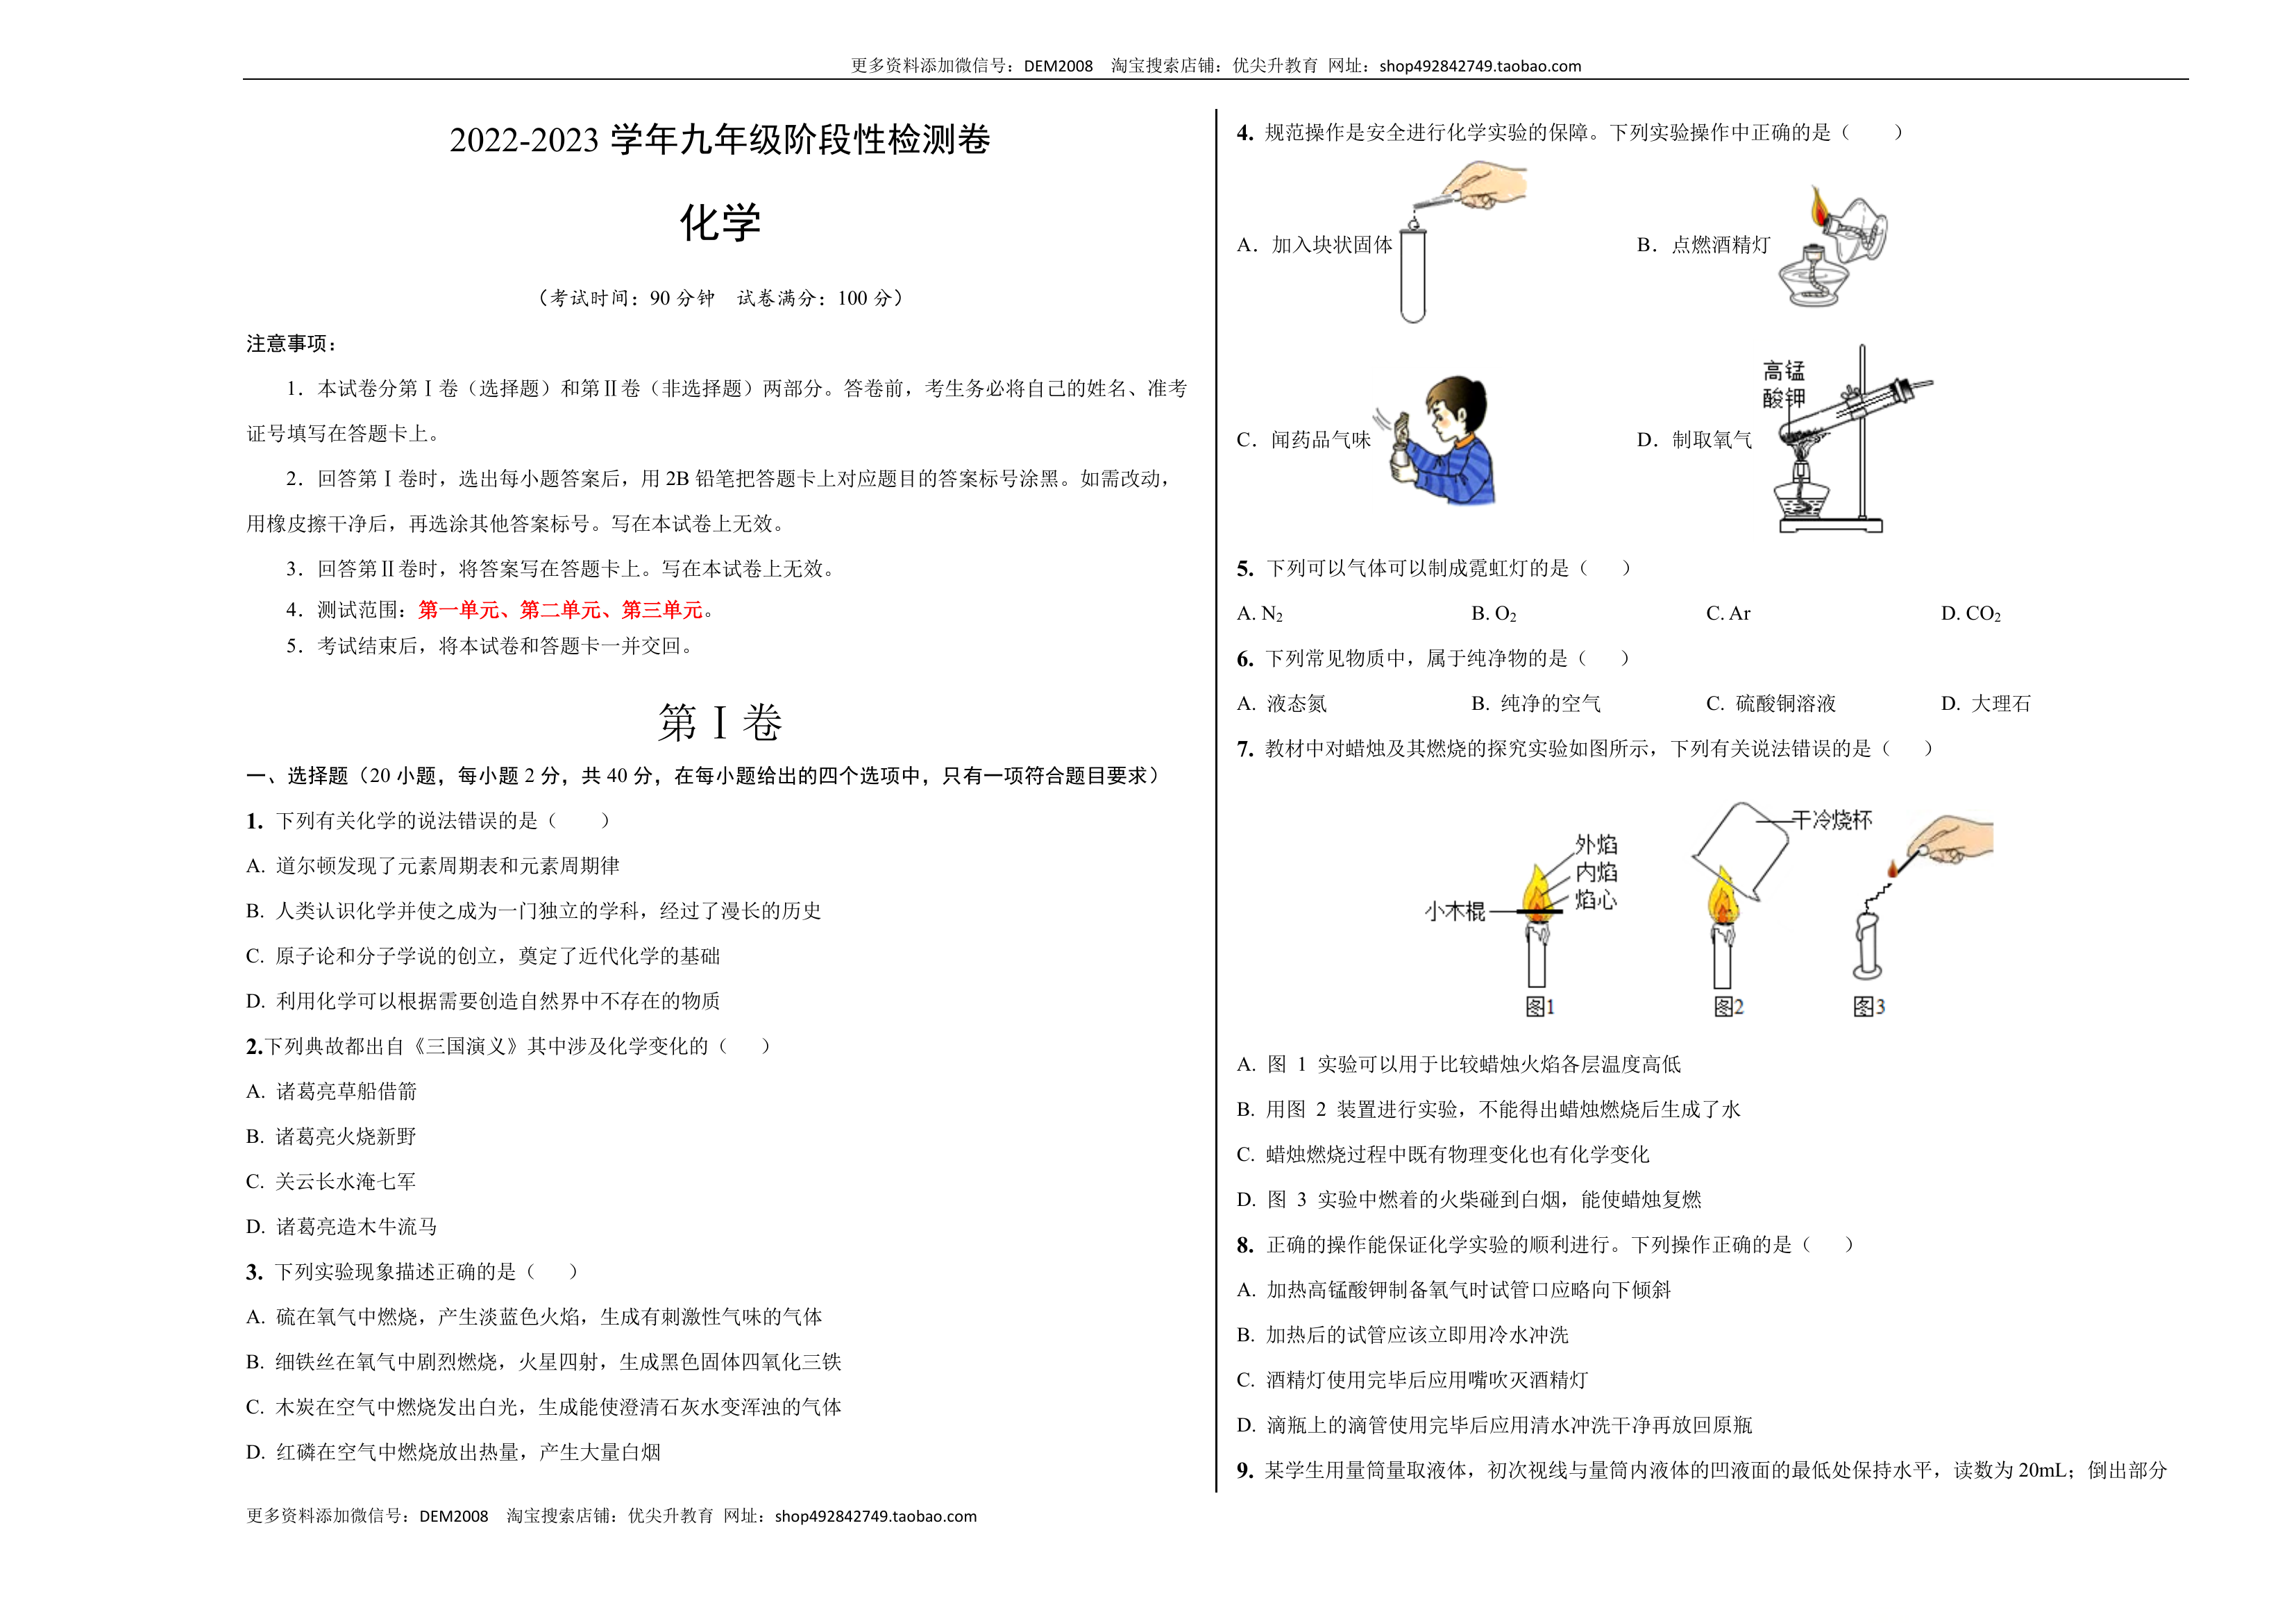 更多资料添加微信号：DEM2008 淘宝搜索店铺：优尖升教育 网址：shop492842749.taobao.com
2022-2023 学年九年级阶段性检测卷
化学
（考试时间：90 分钟 试卷满分：100 分）
注意事项：
1．本试卷分第Ⅰ卷（选择题）和第Ⅱ卷（非选择题）两部分。答卷前，考生务必将自己的姓名、准考
证号填写在答题卡上。
2．回答第Ⅰ卷时，选出每小题答案后，用 2B 铅笔把答题卡上对应题目的答案标号涂黑。如需改动，
用橡皮擦干净后，再选涂其他答案标号。写在本试卷上无效。
3．回答第Ⅱ卷时，将答案写在答题卡上。写在本试卷上无效。
4．测试范围：第一单元、第二单元、第三单元。
5．考试结束后，将本试卷和答题卡一并交回。
第Ⅰ卷
一、选择题（20 小题，每小题 2 分，共 40 分，在每小题给出的四个选项中，只有一项符合题目要求）
1. 下列有关化学的说法错误的是（ ）
A. 道尔顿发现了元素周期表和元素周期律
B. 人类认识化学并使之成为一门独立的学科，经过了漫长的历史
C. 原子论和分子学说的创立，奠定了近代化学的基础
D. 利用化学可以根据需要创造自然界中不存在的物质
2.下列典故都出自《三国演义》其中涉及化学变化的（ ）
A. 诸葛亮草船借箭
B. 诸葛亮火烧新野
C. 关云长水淹七军
D. 诸葛亮造木牛流马
3. 下列实验现象描述正确的是（ ）
A. 硫在氧气中燃烧，产生淡蓝色火焰，生成有刺激性气味的气体
B. 细铁丝在氧气中剧烈燃烧，火星四射，生成黑色固体四氧化三铁
C. 木炭在空气中燃烧发出白光，生成能使澄清石灰水变浑浊的气体
D. 红磷在空气中燃烧放出热量，产生大量白烟
4. 规范操作是安全进行化学实验的保障。下列实验操作中正确的是（ ）
A．加入块状固体
B．点燃酒精灯
C．闻药品气味
D．制取氧气
高锰
酸钾
5. 下列可以气体可以制成霓虹灯的是（ ）
A. N₂ B. O₂ C. Ar D. CO₂
6. 下列常见物质中，属于纯净物的是（ ）
A. 液态氮 B. 纯净的空气 C. 硫酸铜溶液 D. 大理石
7. 教材中对蜡烛及其燃烧的探究实验如图所示，下列有关说法错误的是（ ）
外焰
内焰
焰心
小木棍
干冷烧杯
图1 图2 图3
A. 图 1 实验可以用于比较蜡烛火焰各层温度高低
B. 用图 2 装置进行实验，不能得出蜡烛燃烧后生成了水
C. 蜡烛燃烧过程中既有物理变化也有化学变化
D. 图 3 实验中燃着的火柴碰到白烟，能使蜡烛复燃
8. 正确的操作能保证化学实验的顺利进行。下列操作正确的是（ ）
A. 加热高锰酸钾制备氧气时试管口应略向下倾斜
B. 加热后的试管应该立即用冷水冲洗
C. 酒精灯使用完毕后应用嘴吹灭酒精灯
D. 滴瓶上的滴管使用完毕后应用清水冲洗干净再放回原瓶
9. 某学生用量筒量取液体，初次视线与量筒内液体的凹液面的最低处保持水平，读数为 20mL；倒出部分
更多资料添加微信号：DEM2008 淘宝搜索店铺：优尖升教育 网址：shop492842749.taobao.com